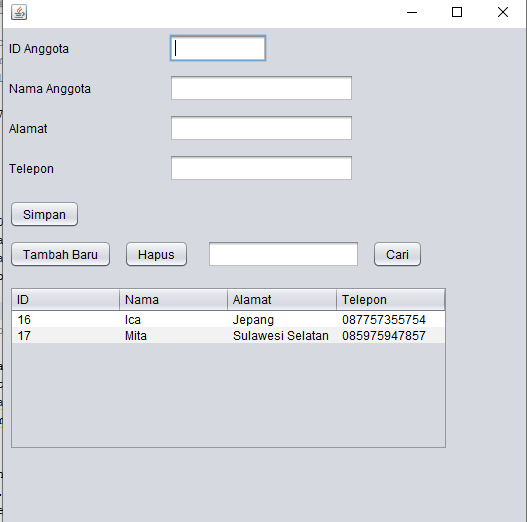 ID Anggota
Nama Anggota
Alamat
Telepon
Simpan
Tambah Baru Hapus Cari
ID Nama Alamat Telepon
16 Ica Jepang 087757355754
17 Mita Sulawesi Selatan 085975947857